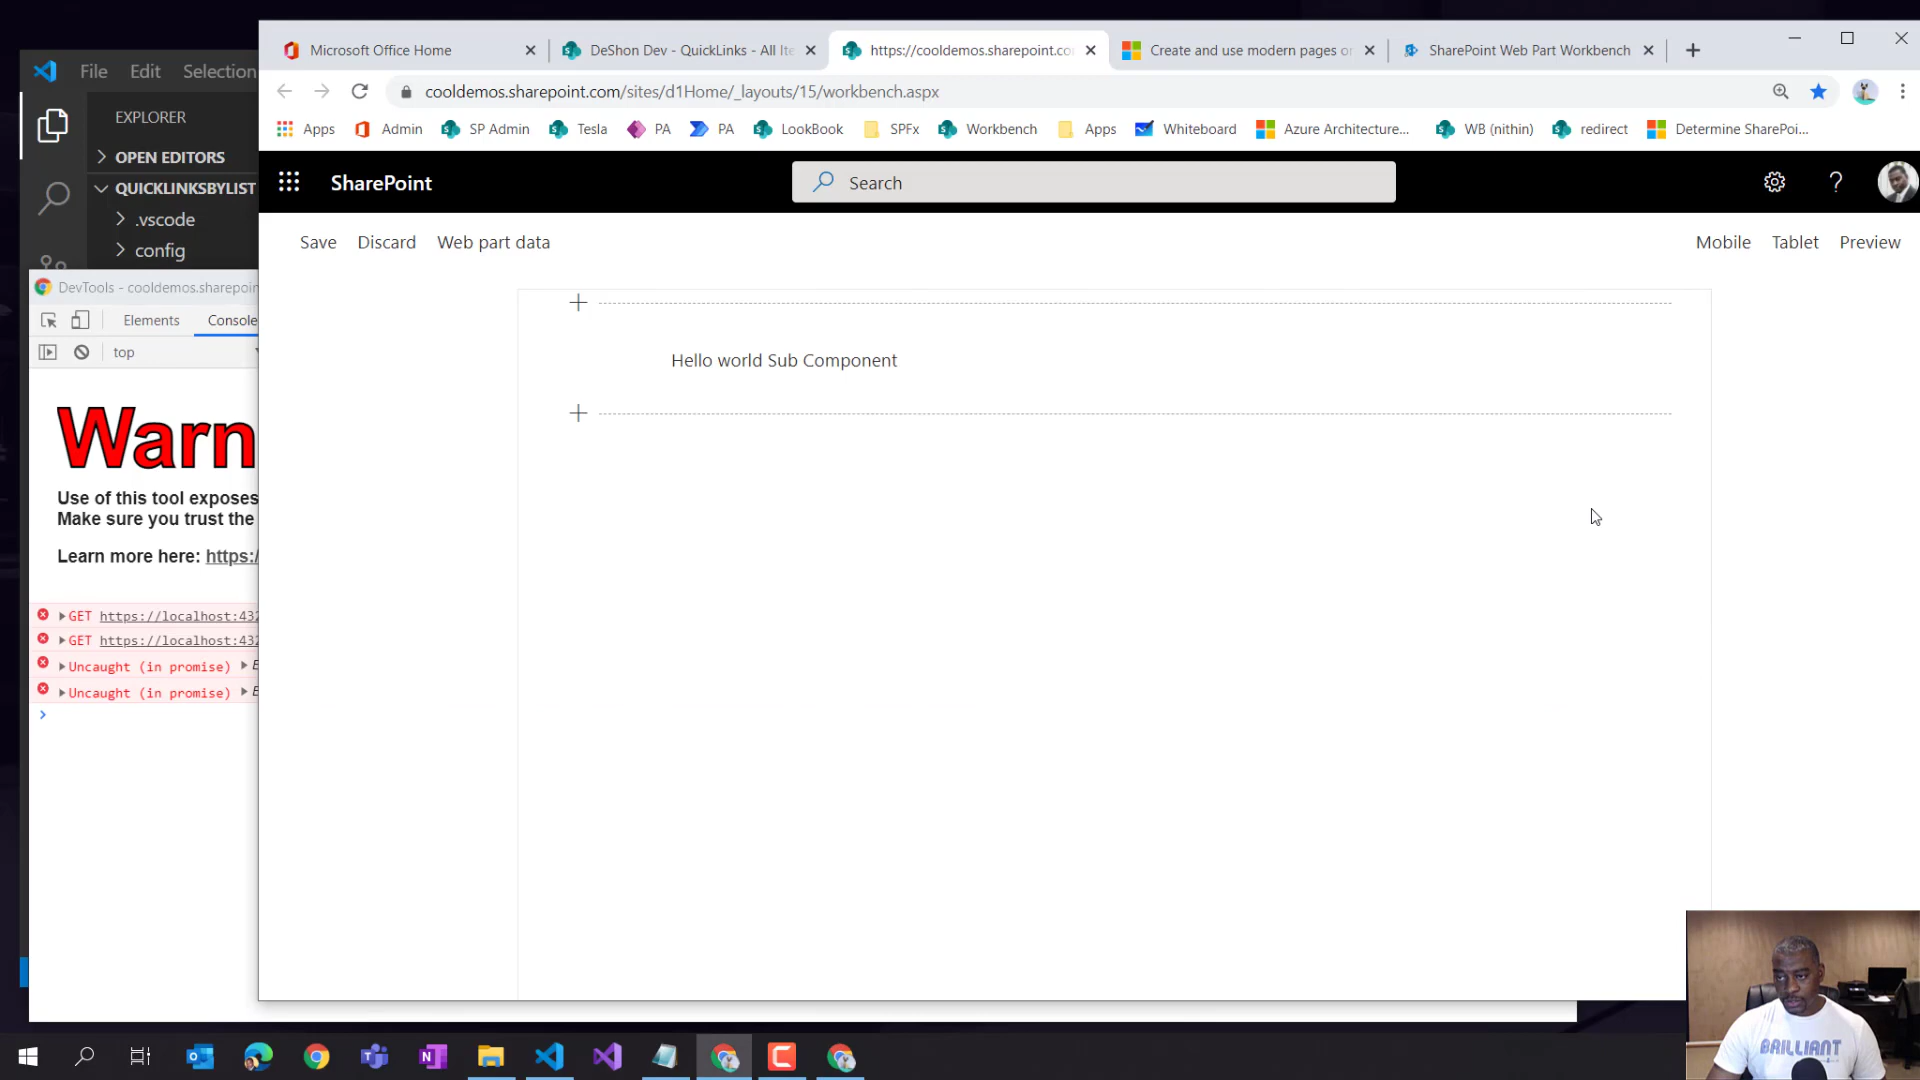 Microsoft Office Home
DeShon Dev - QuickLinks - All Ite
https://cooldemos.sharepoint.co
Create and use modern pages on
SharePoint Web Part Workbench
File Edit Selection
cooldemos.sharepoint.com/sites/d1Home/_layouts/15/workbench.aspx
EXPLORER
Apps Admin SP Admin Tesla PA PA LookBook SPFx Workbench Apps Whiteboard Azure Architecture... WB (nithin) redirect Determine SharePoi...
OPEN EDITORS
QUICKLINKSBYLIST
.vscode
config
SharePoint
Search
Save Discard Web part data
Mobile Tablet Preview
DevTools - cooldemos.sharepoin
Elements Console
top
Hello world Sub Component
Warn
Use of this tool exposes
Make sure you trust the
Learn more here: https:/
GET https://localhost:432
GET https://localhost:432
Uncaught (in promise) E
Uncaught (in promise) E
BRILLIANT